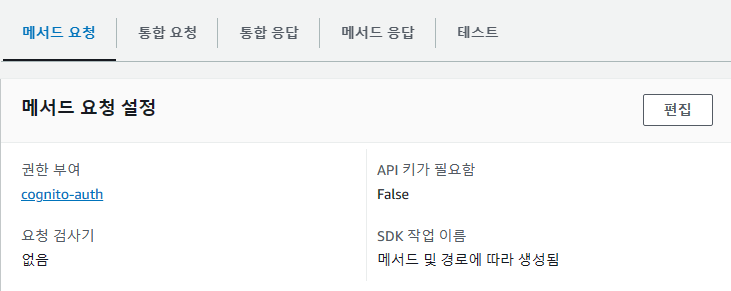 메서드 요청 통합 요청 통합 응답 메서드 응답 테스트
메서드 요청 설정 편집
권한 부여 API 키가 필요함
cognito-auth False
요청 검사기 SDK 작업 이름
없음 메서드 및 경로에 따라 생성됨